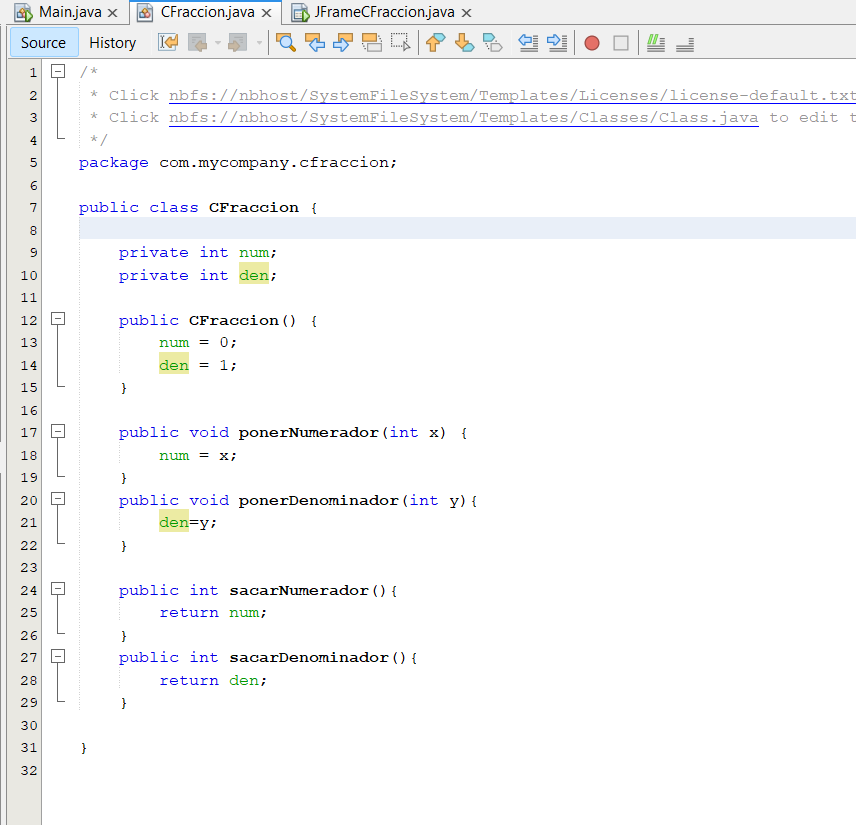 Main.java CFraccion.java JFrameCFraccion.java
Source History
1 /*
2 * Click nbfs://nbhost/SystemFileSystem/Templates/Licenses/license-default.txt
3 * Click nbfs://nbhost/SystemFileSystem/Templates/Classes/Class.java to edit t
4 */
5 package com.mycompany.cfraccion;
6
7 public class CFraccion {
8
9 private int num;
10 private int den;
11
12 public CFraccion() {
13 num = 0;
14 den = 1;
15 }
16
17 public void ponerNumerador(int x) {
18 num = x;
19 }
20 public void ponerDenominador(int y){
21 den=y;
22 }
23
24 public int sacarNumerador(){
25 return num;
26 }
27 public int sacarDenominador(){
28 return den;
29 }
30
31 }
32